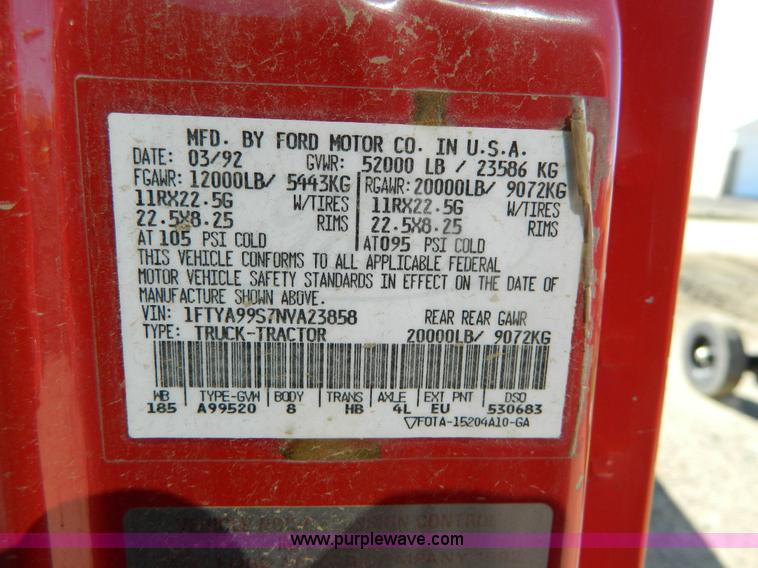 MFD. BY FORD MOTOR CO. IN U.S.A.
DATE: 03/92 GVWR: 52000 LB / 23586 KG
FGAWR: 12000LB/ 5443KG RGAWR: 20000LB/ 9072KG
11RX22.5G W/TIRES 11RX22.5G W/TIRES
22.5X8.25 RIMS 22.5X8.25 RIMS
AT 105 PSI COLD AT095 PSI COLD
THIS VEHICLE CONFORMS TO ALL APPLICABLE FEDERAL
MOTOR VEHICLE SAFETY STANDARDS IN EFFECT ON THE DATE OF
MANUFACTURE SHOWN ABOVE.
VIN: 1FTYA99S7NVA23858 REAR REAR GAWR
TYPE: TRUCK-TRACTOR 20000LB/ 9072KG
WB TYPE-GVW BODY TRANS AXLE EXT PNT DSO
185 A99520 8 HB 4L EU 530683
▽FOTA-15204A10-GA
VEHICLE CONTROL
www.purplewave.com